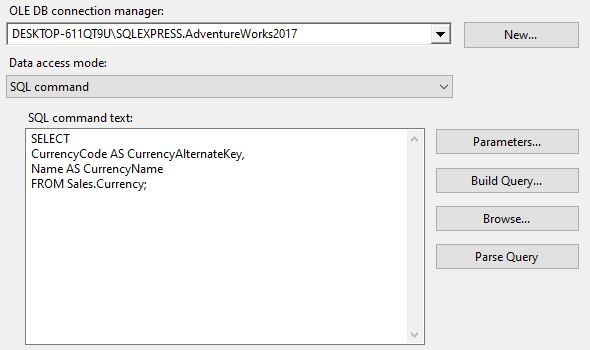 OLE DB connection manager:
DESKTOP-611QT9U\SQLEXPRESS.AdventureWorks2017
New...
Data access mode:
SQL command
SQL command text:
SELECT
CurrencyCode AS CurrencyAlternateKey,
Name AS CurrencyName
FROM Sales.Currency;
Parameters...
Build Query...
Browse...
Parse Query